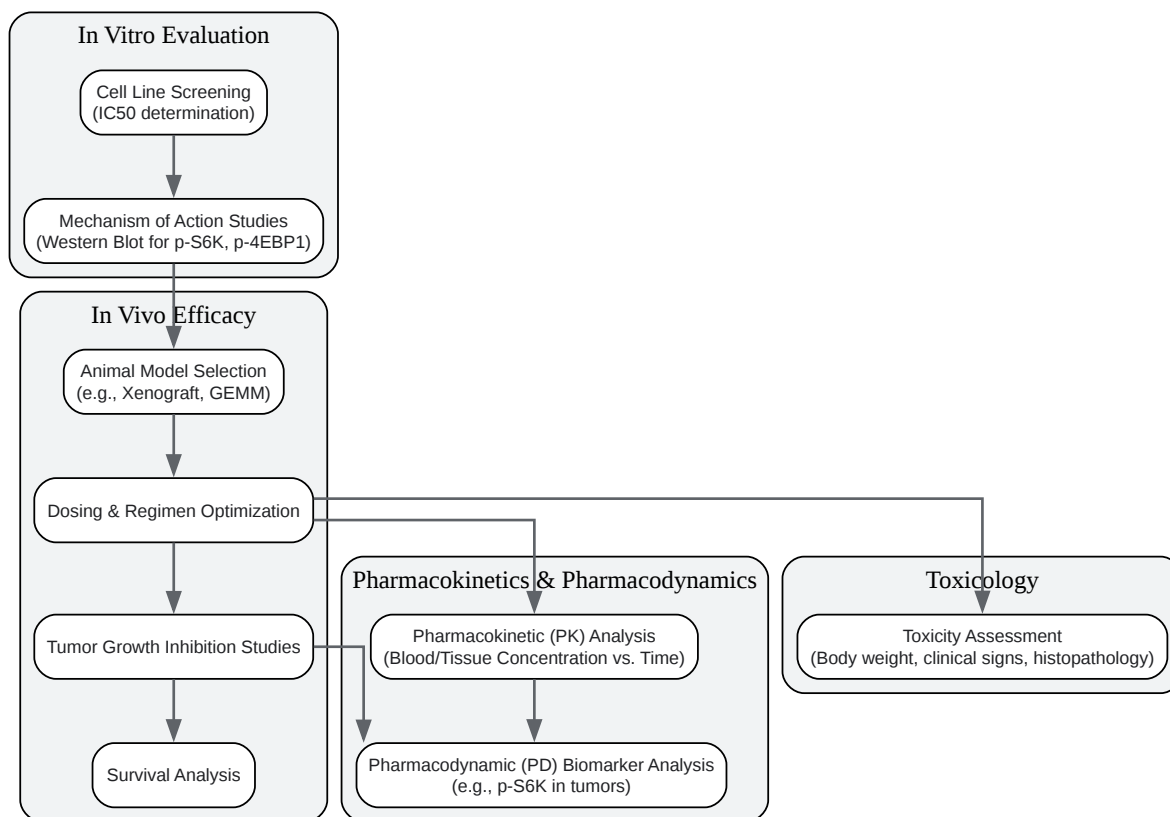 In Vitro Evaluation
Cell Line Screening
(IC50 determination)
Mechanism of Action Studies
(Western Blot for p-S6K, p-4EBP1)
In Vivo Efficacy
Animal Model Selection
(e.g., Xenograft, GEMM)
Dosing & Regimen Optimization
Tumor Growth Inhibition Studies
Survival Analysis
Pharmacokinetics & Pharmacodynamics
Pharmacokinetic (PK) Analysis
(Blood/Tissue Concentration vs. Time)
Pharmacodynamic (PD) Biomarker Analysis
(e.g., p-S6K in tumors)
Toxicology
Toxicity Assessment
(Body weight, clinical signs, histopathology)